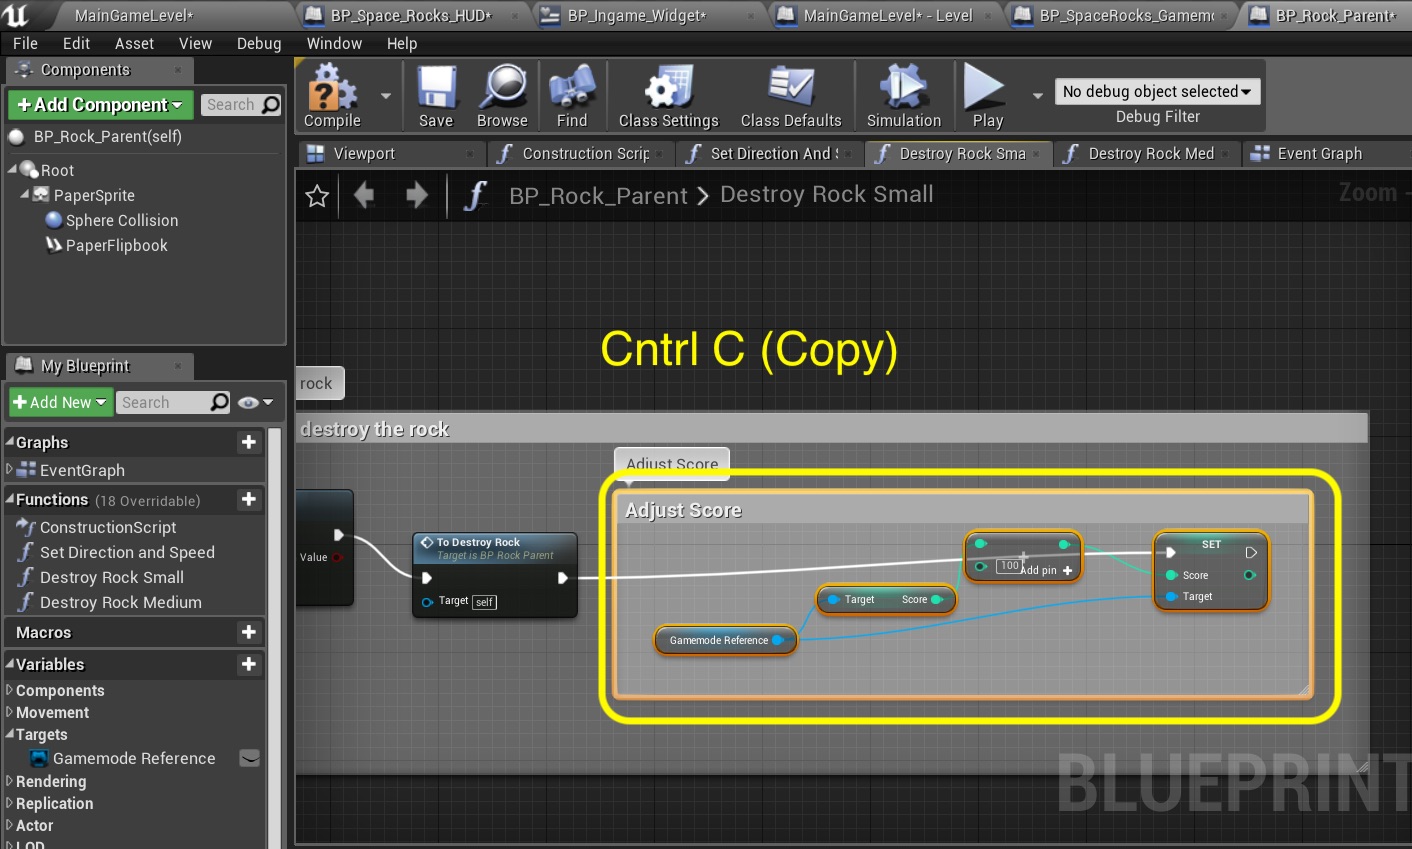 MainGameLevel*
BP_Space_Rocks_HUD*
BP_Ingame_Widget*
MainGameLevel* - Level
BP_SpaceRocks_Gamem
BP_Rock_Parent*
File Edit Asset View Debug Window Help
Components
+Add Component
Search
BP_Rock_Parent(self)
Root
PaperSprite
Sphere Collision
PaperFlipbook
Compile
Save
Browse
Find
Class Settings
Class Defaults
Simulation
Play
No debug object selected
Debug Filter
Viewport
Construction Scrip
Set Direction And
Destroy Rock Sma
Destroy Rock Med
Event Graph
BP_Rock_Parent > Destroy Rock Small
Zoom -
My Blueprint
+Add New
Search
Graphs
EventGraph
Functions (18 Overridable)
ConstructionScript
Set Direction and Speed
Destroy Rock Small
Destroy Rock Medium
Macros
Variables
Components
Movement
Targets
Gamemode Reference
Rendering
Replication
Actor
LOD
Cntrl C (Copy)
rock
destroy the rock
Adjust Score
Adjust Score
Value
To Destroy Rock
Target is BP Rock Parent
Target self
Gamemode Reference
Target Score
100
Add pin +
SET
Score
Target
BLUEPRINT